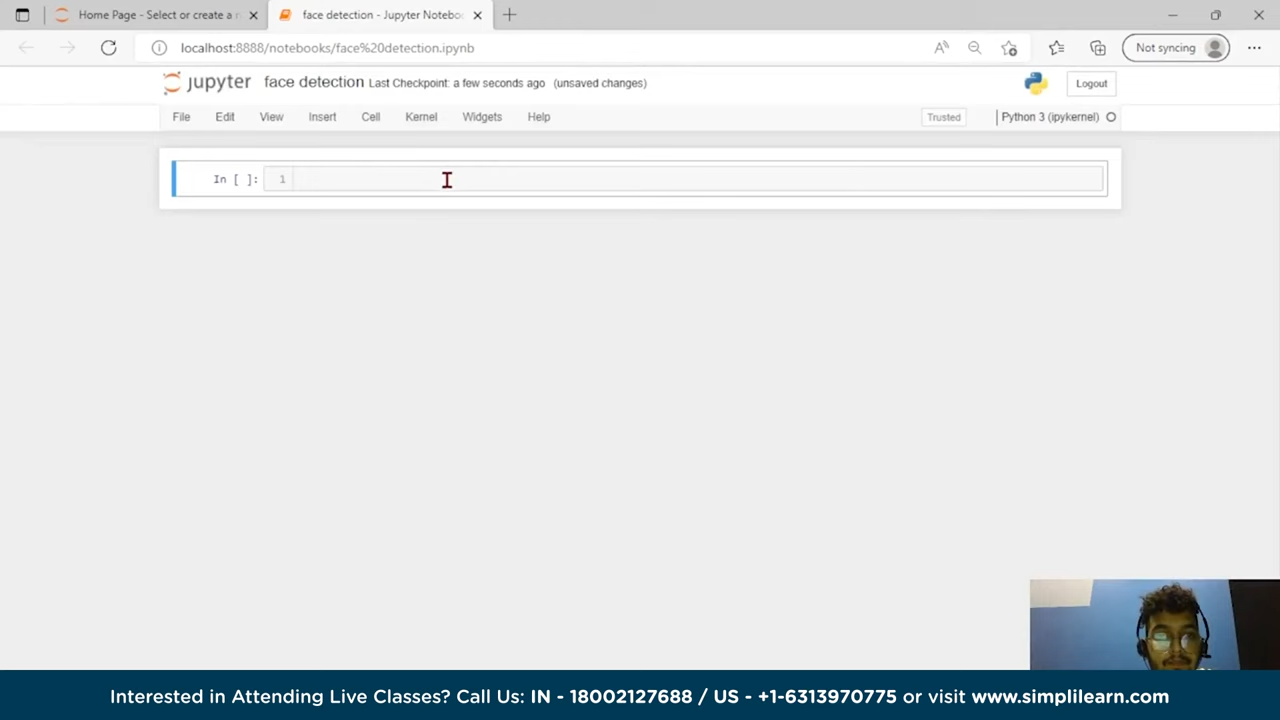 Home Page - Select or create a n
face detection - Jupyter Notebo
localhost:8888/notebooks/face%20detection.ipynb
Not syncing
jupyter face detection Last Checkpoint: a few seconds ago (unsaved changes)
Logout
File Edit View Insert Cell Kernel Widgets Help
Trusted
Python 3 (ipykernel)
In [ ]: 1
Interested in Attending Live Classes? Call Us: IN - 18002127688 / US - +1-6313970775 or visit www.simplilearn.com